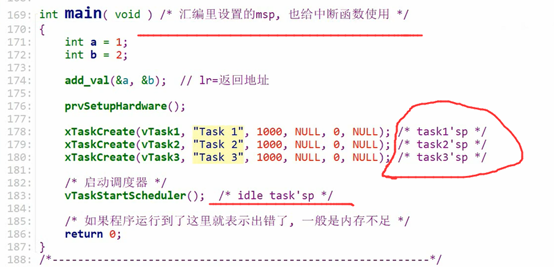 169: int main( void ) /* 汇编里设置的msp, 也给中断函数使用 */
170: {
171: int a = 1;
172: int b = 2;
173:
174: add_val(&a, &b); // lr=返回地址
175:
176: prvSetupHardware();
177:
178: xTaskCreate(vTask1, "Task 1", 1000, NULL, 0, NULL); /* task1'sp */
179: xTaskCreate(vTask2, "Task 2", 1000, NULL, 0, NULL); /* task2'sp */
180: xTaskCreate(vTask3, "Task 3", 1000, NULL, 0, NULL); /* task3'sp */
181:
182: /* 启动调度器 */
183: vTaskStartScheduler(); /* idle task'sp */
184:
185: /* 如果程序运行到了这里就表示出错了, 一般是内存不足 */
186: return 0;
187: }
188: /*-----------------------------------------------------------*/